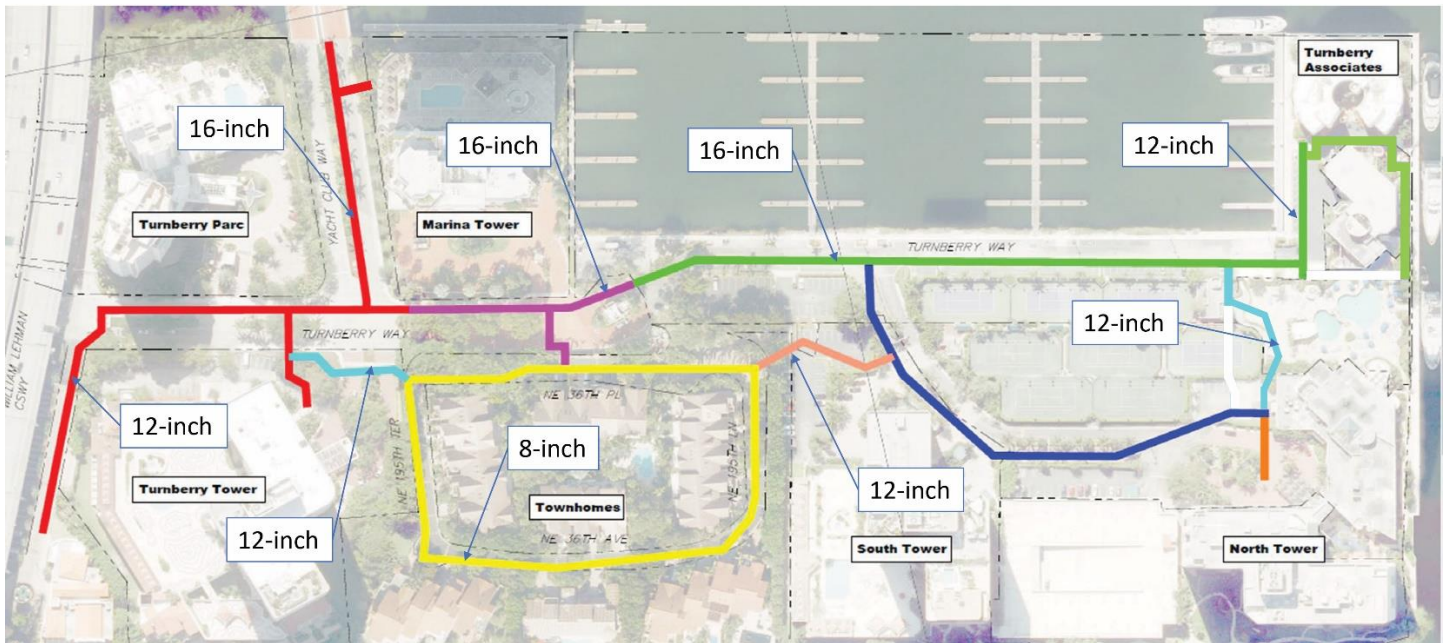 Turnberry
Associates
16-inch
16-inch
16-inch
12-inch
YACHT CLUB WAY
Turnberry Parc
Marina Tower
TURNBERRY WAY
WILLIAM LEHMAN
CSWY
TURNBERRY WAY
12-inch
12-inch
NE 36TH PL
8-inch
NE 195TH TER
NE 195TH LN
Turnberry Tower
Townhomes
12-inch
12-inch
NE 36TH AVE
South Tower
North Tower